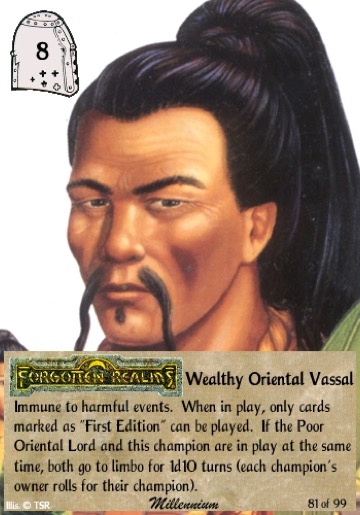 8
FORGOTTEN REALMS
Wealthy Oriental Vassal
Immune to harmful events. When in play, only cards
marked as "First Edition" can be played. If the Poor
Oriental Lord and this champion are in play at the same
time, both go to limbo for 1d10 turns (each champion's
owner rolls for their champion).
Illis. © TSR
Millennium
81 of 99